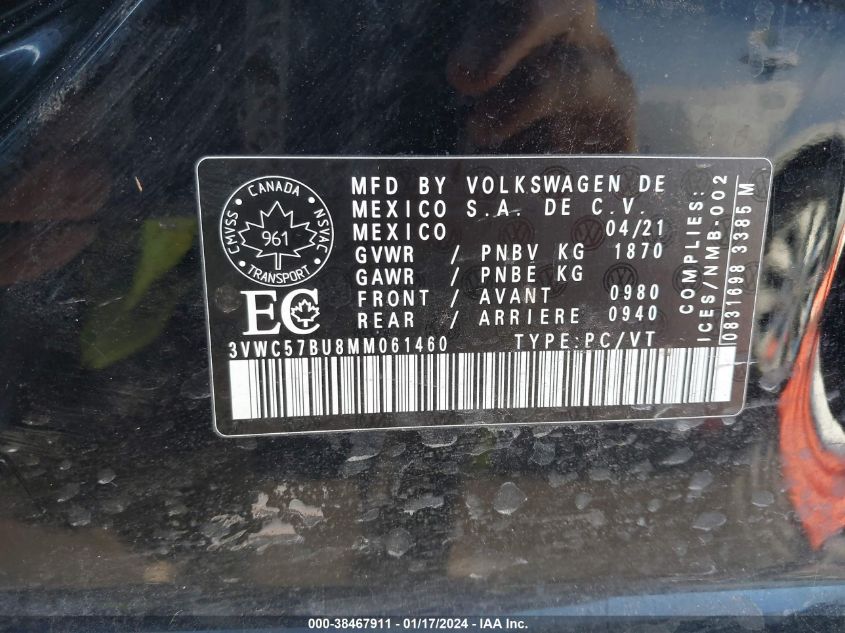 CANADA
CMVSS
NSVAC
961
TRANSPORT
EC
MFD BY VOLKSWAGEN DE
MEXICO S.A. DE C.V.
MEXICO 04/21
GVWR / PNBV KG 1870
GAWR / PNBE KG
FRONT / AVANT 0980
REAR / ARRIERE 0940
3VWC57BU8MM061460 TYPE:PC/VT
COMPLIES:
ICES/NMB-002
0831698 3385 M
000-38467911 - 01/17/2024 - IAA Inc.